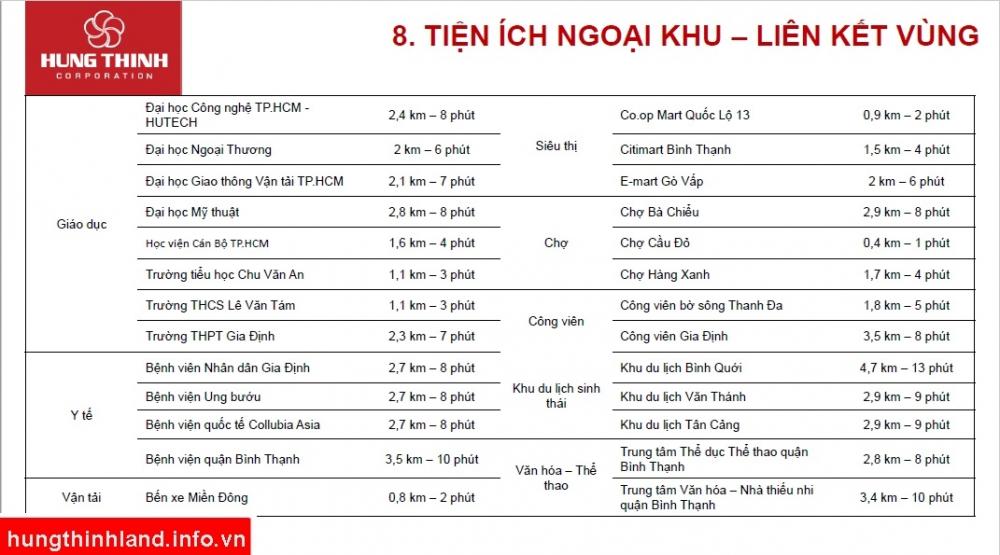 HUNG THINH
CORPORATION
8. TIỆN ÍCH NGOẠI KHU – LIÊN KẾT VÙNG
Giáo dục
Đại học Công nghệ TP.HCM -
HUTECH
2,4 km – 8 phút
Đại học Ngoại Thương
2 km – 6 phút
Đại học Giao thông Vận tải TP.HCM
2,1 km – 7 phút
Đại học Mỹ thuật
2,8 km – 8 phút
Học viện Cán Bộ TP.HCM
1,6 km – 4 phút
Trường tiểu học Chu Văn An
1,1 km – 3 phút
Trường THCS Lê Văn Tám
1,1 km – 3 phút
Trường THPT Gia Định
2,3 km – 7 phút
Y tế
Bệnh viên Nhân dân Gia Định
2,7 km – 8 phút
Bệnh viện Ung bướu
2,7 km – 8 phút
Bệnh viện quốc tế Collubia Asia
2,7 km – 8 phút
Bệnh viện quận Bình Thạnh
3,5 km – 10 phút
Vận tải
Bến xe Miền Đông
0,8 km – 2 phút
Siêu thị
Co.op Mart Quốc Lộ 13
0,9 km – 2 phút
Citimart Bình Thạnh
1,5 km – 4 phút
E-mart Gò Vấp
2 km – 6 phút
Chợ
Chợ Bà Chiểu
2,9 km – 8 phút
Chợ Cầu Đỏ
0,4 km – 1 phút
Chợ Hàng Xanh
1,7 km – 4 phút
Công viên
Công viên bờ sông Thanh Đa
1,8 km – 5 phút
Công viên Gia Định
3,5 km – 8 phút
Khu du lịch sinh
thái
Khu du lịch Bình Quới
4,7 km – 13 phút
Khu du lịch Văn Thánh
2,9 km – 9 phút
Khu du lịch Tân Cảng
2,9 km – 9 phút
Văn hóa – Thể
thao
Trung tâm Thể dục Thể thao quận
Bình Thạnh
2,8 km – 8 phút
Trung tâm Văn hóa – Nhà thiếu nhi
quận Bình Thạnh
3,4 km – 10 phút
hungthinhland.info.vn